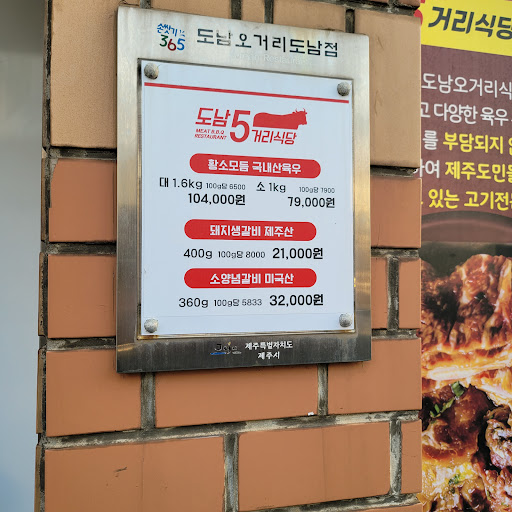 손씻기
365
도남오거리도남점
도남
5
거리식당
MEAT B.B.Q
RESTAURANT
황소모듬 국내산육우
대 1.6kg 100g당 6500 소 1kg 100g당 7900
104,000원 79,000원
돼지생갈비 제주산
400g 100g당 8000 21,000원
소양념갈비 미국산
360g 100g당 5833 32,000원
제주특별자치도
제주시
거리식당
도남오거리식
고 다양한 육우
를 부담되지 않
하여 제주도민을
있는 고기전